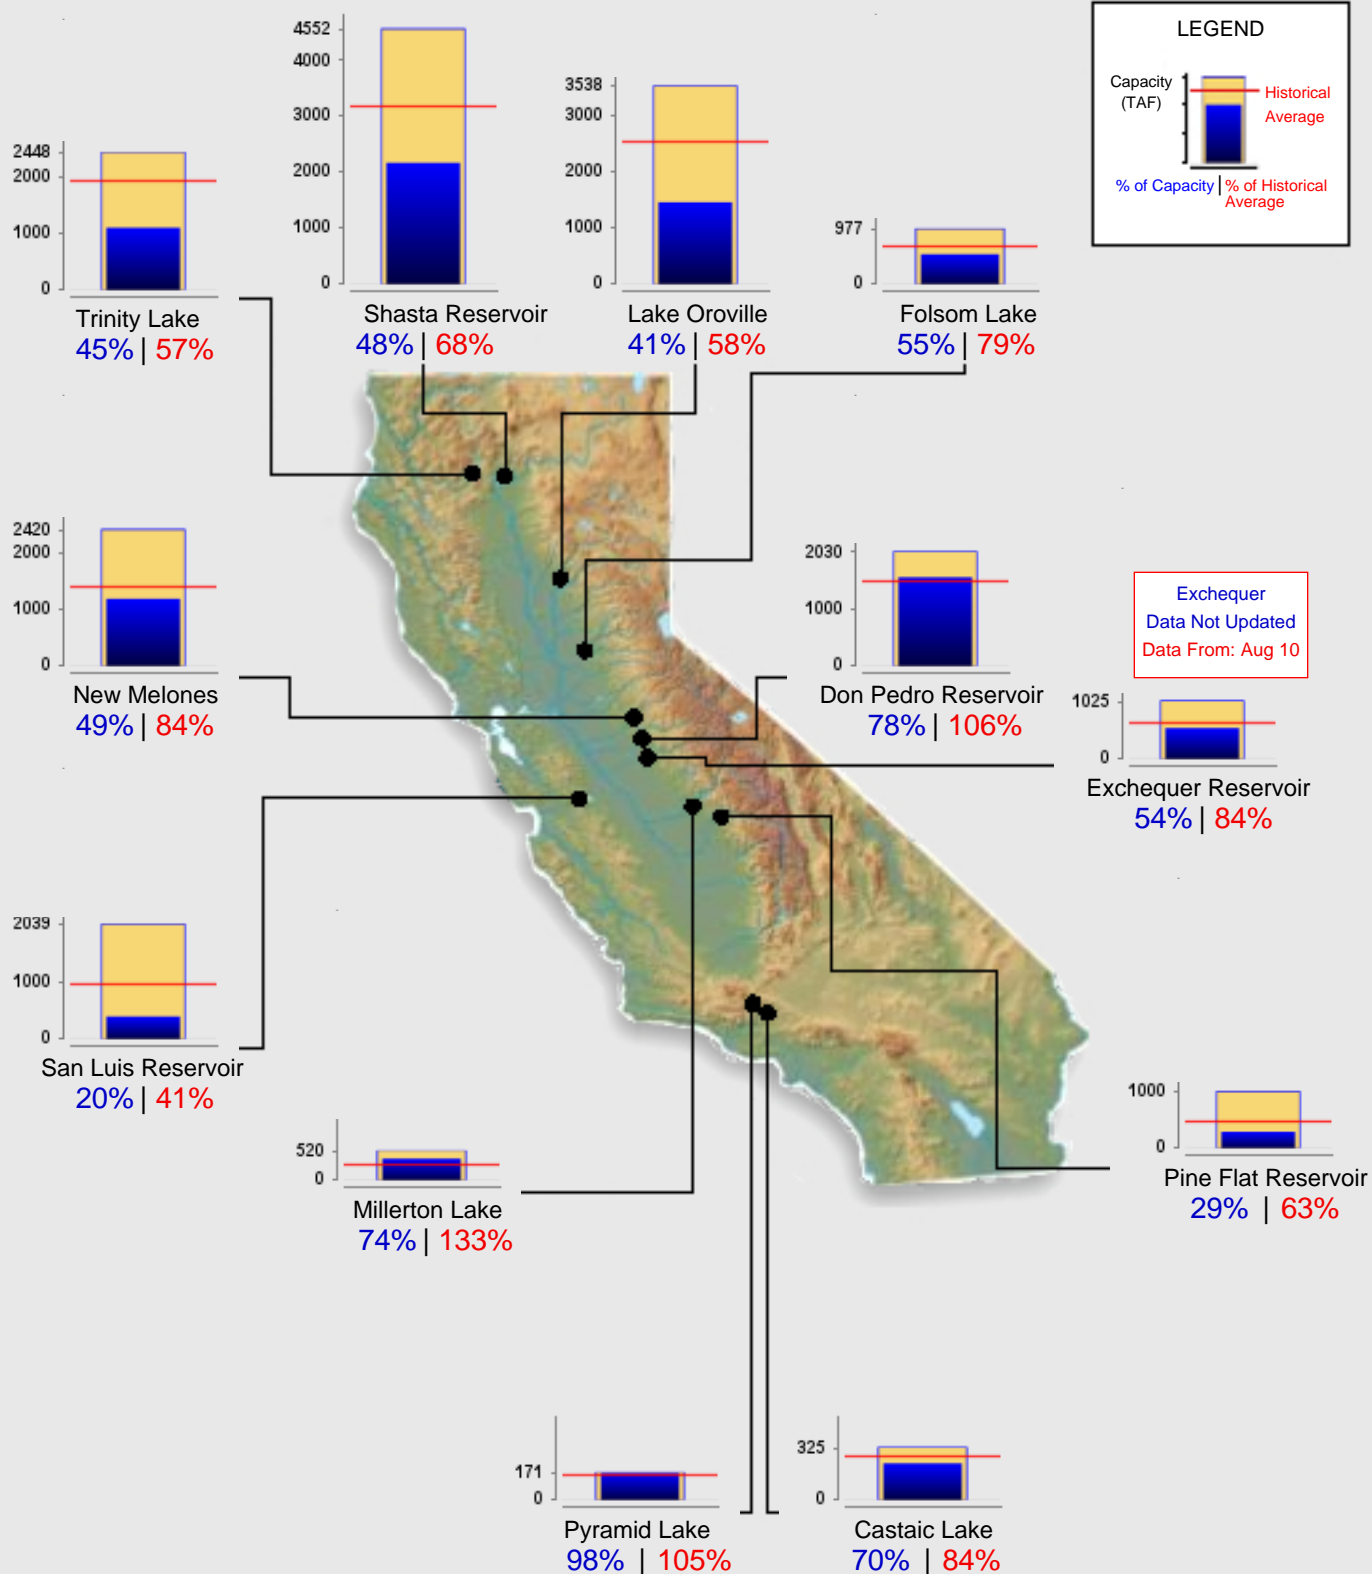 LEGEND
Capacity
(TAF)
Historical
Average
% of Capacity | % of Historical
Average
4552
4000
3000
2000
1000
0
Shasta Reservoir
48% | 68%
3538
3000
2000
1000
0
Lake Oroville
41% | 58%
2448
2000
1000
0
Trinity Lake
45% | 57%
977
0
Folsom Lake
55% | 79%
2420
2000
1000
0
New Melones
49% | 84%
2030
1000
0
Don Pedro Reservoir
78% | 106%
Exchequer
Data Not Updated
Data From: Aug 10
1025
0
Exchequer Reservoir
54% | 84%
2039
1000
0
San Luis Reservoir
20% | 41%
520
0
Millerton Lake
74% | 133%
1000
0
Pine Flat Reservoir
29% | 63%
171
0
Pyramid Lake
98% | 105%
325
0
Castaic Lake
70% | 84%